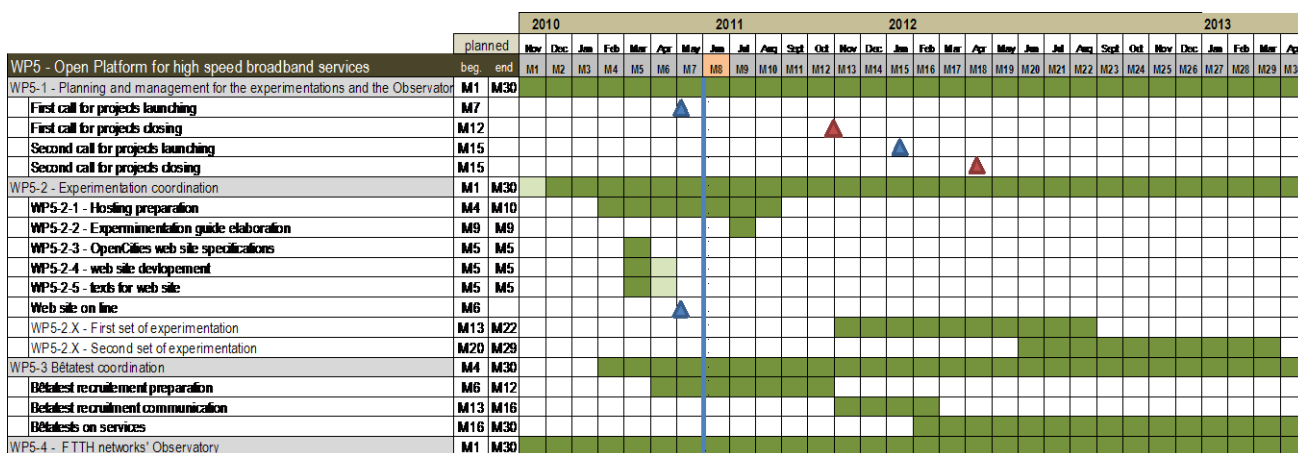 2010 2011 2012 2013
planned Nov Dec Jan Feb Mar Apr May Jun Jul Aug Sept Oct Nov Dec Jan Feb Mar Apr May Jun Jul Aug Sept Oct Nov Dec Jan Feb Mar
WP5 - Open Platform for high speed broadband services beg. end M1 M2 M3 M4 M5 M6 M7 M8 M9 M10 M11 M12 M13 M14 M15 M16 M17 M18 M19 M20 M21 M22 M23 M24 M25 M26 M27 M28 M29
WP5-1 - Planning and management for the experimentations and the Observator M1 M30
First call for projects launching M7
First call for projects closing M12
Second call for projects launching M15
Second call for projects closing M15
WP5-2 - Experimentation coordination M1 M30
WP5-2-1 - Hosting preparation M4 M10
WP5-2-2 - Expermimentation guide elaboration M9 M9
WP5-2-3 - OpenCities web site specifications M5 M5
WP5-2-4 - web site devlopement M5 M5
WP5-2-5 - texts for web site M5 M5
Web site on line M6
WP5-2.X - First set of experimentation M13 M22
WP5-2.X - Second set of experimentation M20 M29
WP5-3 Bêtatest coordination M4 M30
Bêtatest recruitement preparation M6 M12
Betatest recruitment communication M13 M16
Bêtatests on services M16 M30
WP5-4 - FTTH networks' Observatory M1 M30